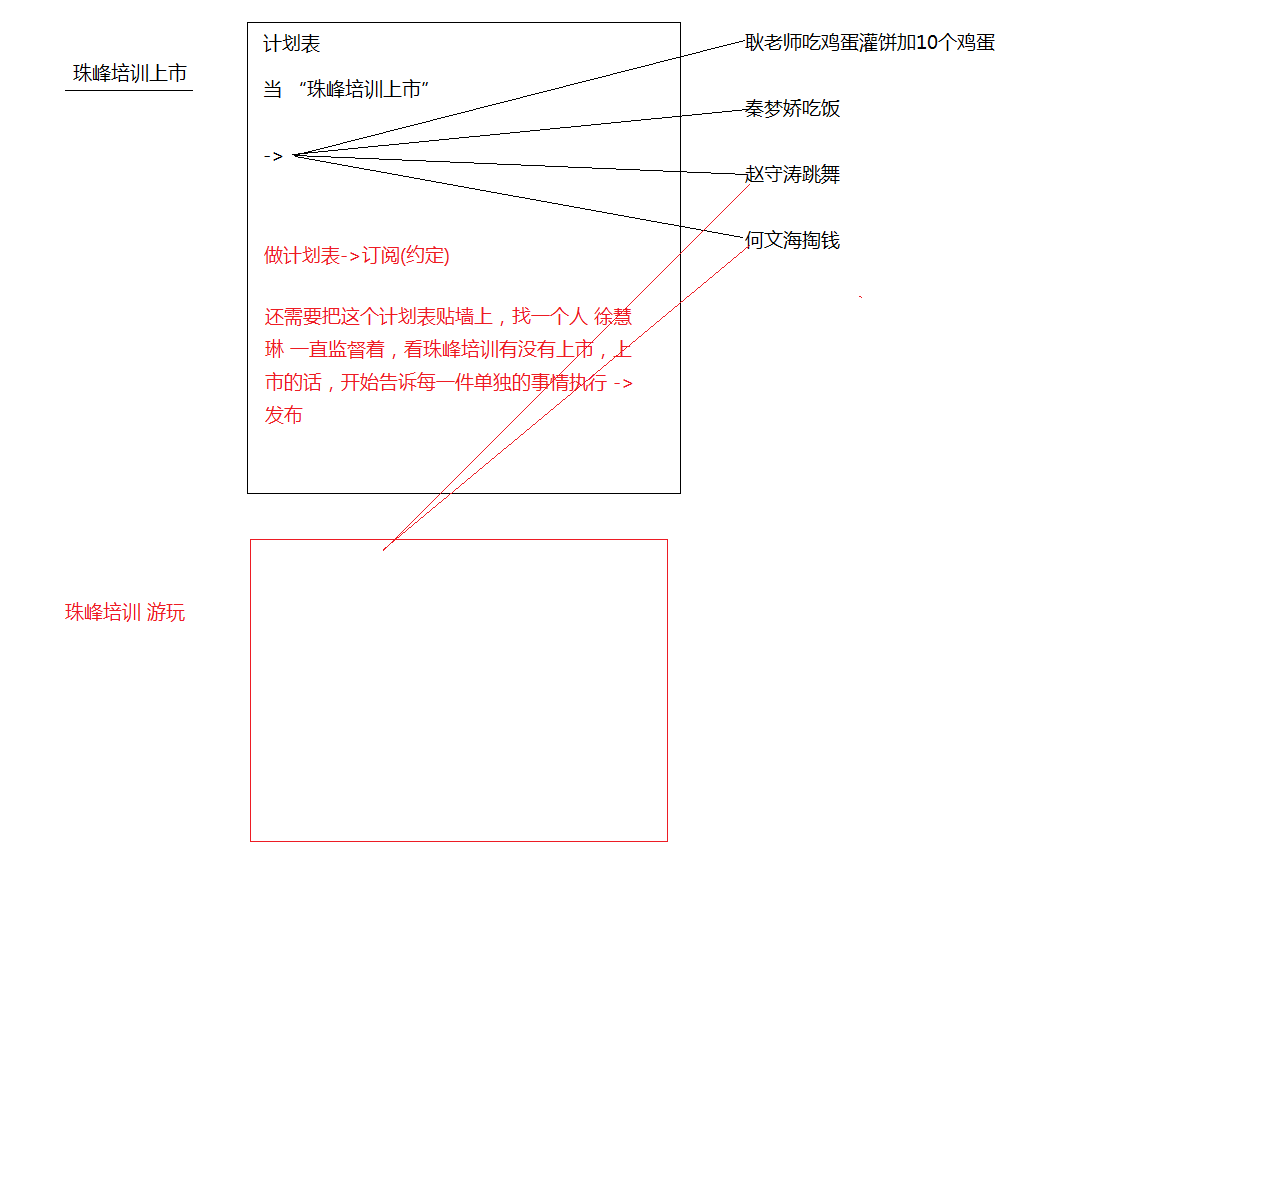 珠峰培训上市
计划表
当 “珠峰培训上市”
->
耿老师吃鸡蛋灌饼加10个鸡蛋
秦梦娇吃饭
赵守涛跳舞
何文海掏钱
做计划表->订阅(约定)
还需要把这个计划表贴墙上，找一个人 徐慧
琳 一直监督着，看珠峰培训有没有上市，上
市的话，开始告诉每一件单独的事情执行 ->
发布
珠峰培训 游玩